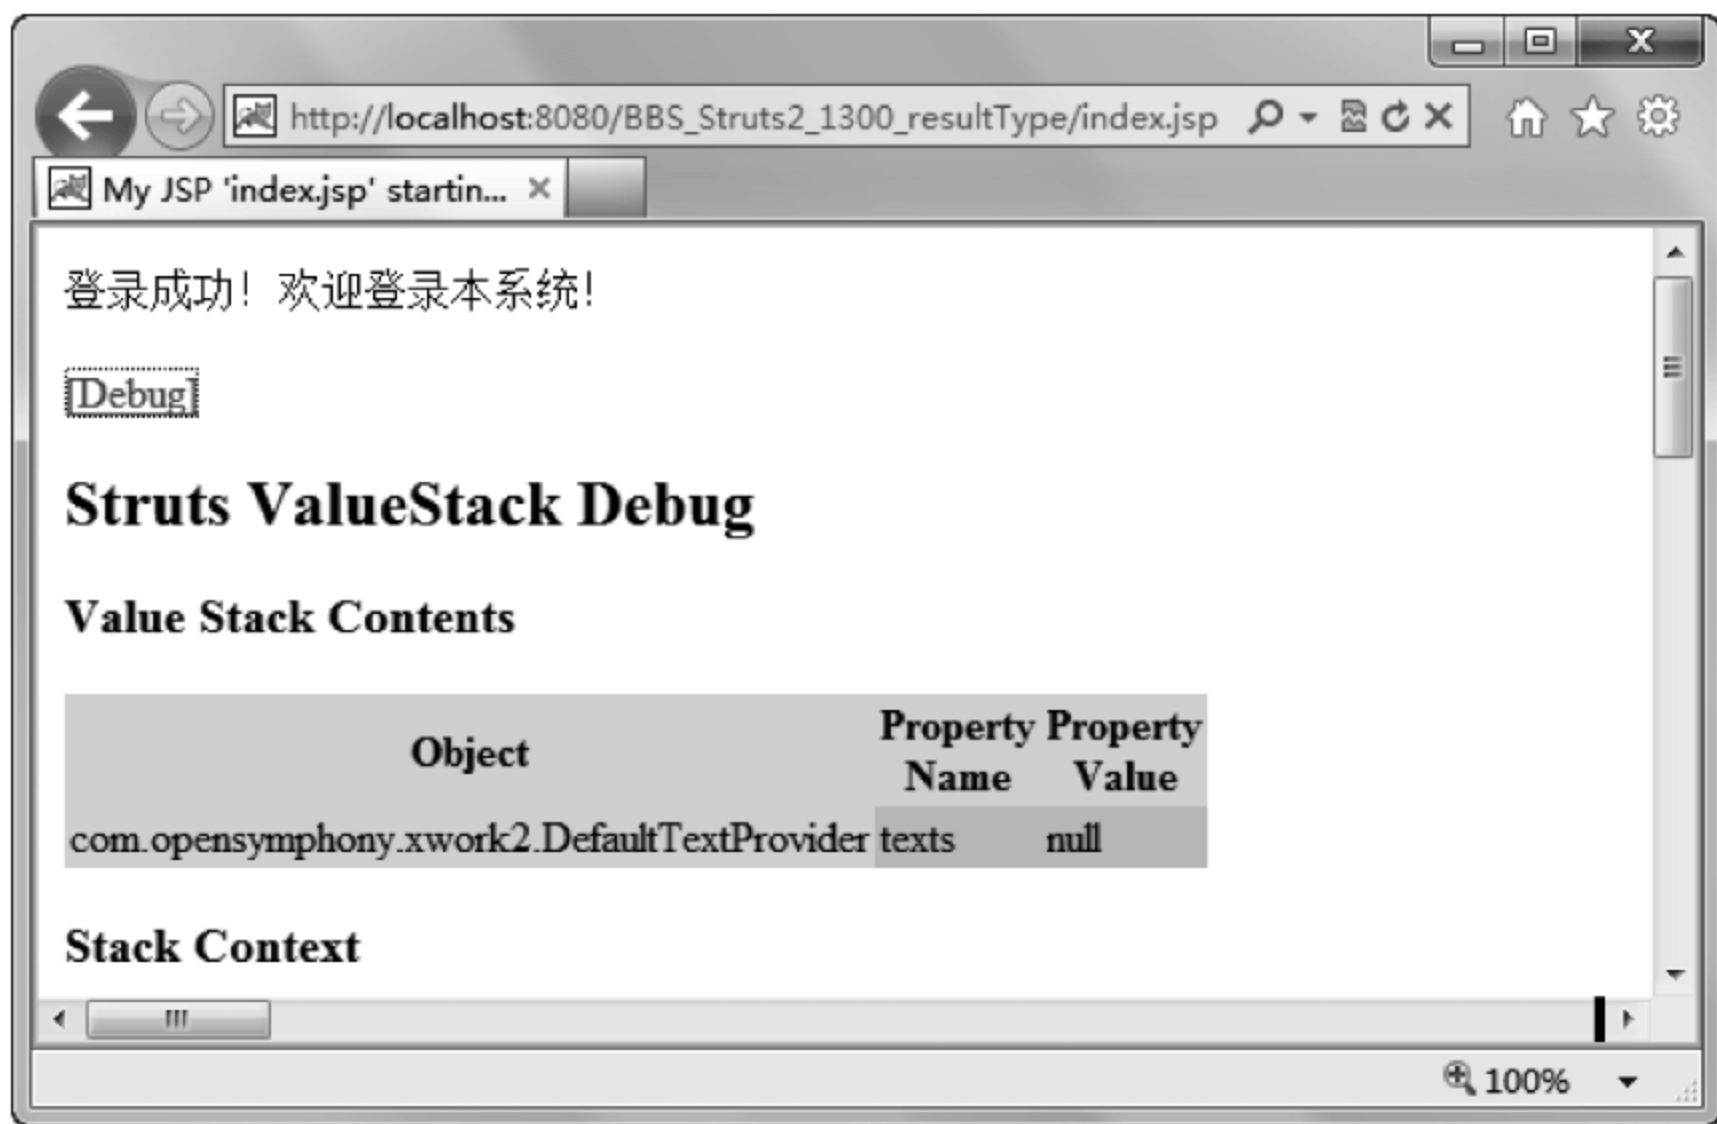 http://localhost:8080/BBS_Struts2_1300_resultType/index.jsp
My JSP 'index.jsp' startin...
登录成功！欢迎登录本系统！
[Debug]
Struts ValueStack Debug
Value Stack Contents
Object Property Name Property Value
com.opensymphony.xwork2.DefaultTextProvider texts null
Stack Context
100%